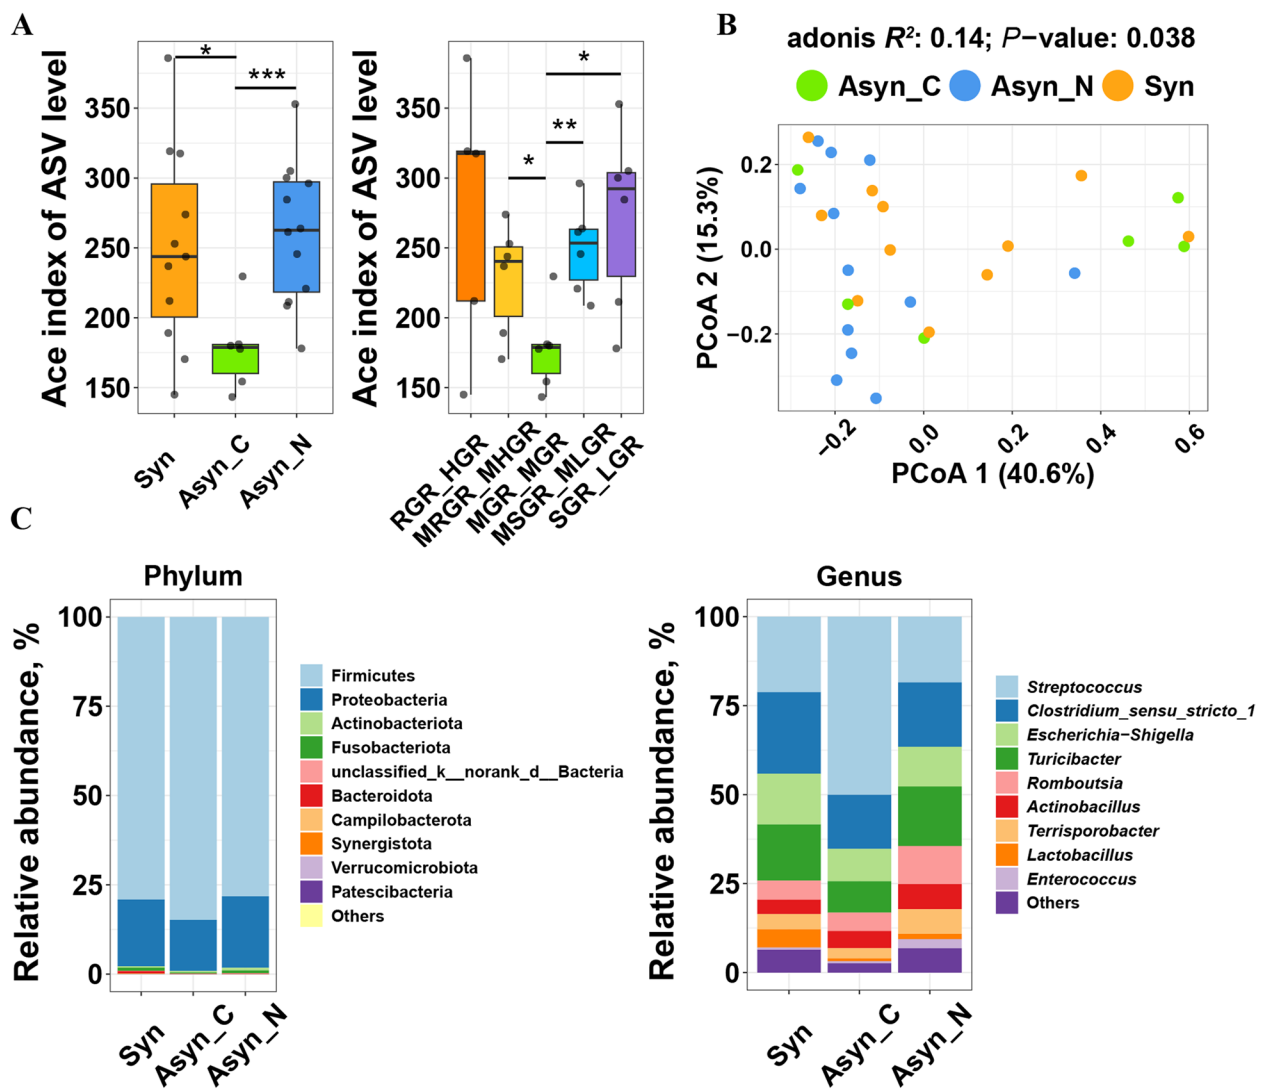 A
Ace index of ASV level
350
300
250
200
150
*
***
Syn
Asyn_C
Asyn_N
Ace index of ASV level
350
300
250
200
150
*
**
*
RGR_HGR
MRGR_MHGR
MGR_MGR
MSGR_MLGR
SGR_LGR
B
adonis R²: 0.14; P−value: 0.038
Asyn_C Asyn_N Syn
PCoA 2 (15.3%)
0.2
0.0
−0.2
−0.2 0.0 0.2 0.4 0.6
PCoA 1 (40.6%)
C
Phylum
Relative abundance, %
100
75
50
25
0
Syn
Asyn_C
Asyn_N
Firmicutes
Proteobacteria
Actinobacteriota
Fusobacteriota
unclassified_k__norank_d__Bacteria
Bacteroidota
Campilobacterota
Synergistota
Verrucomicrobiota
Patescibacteria
Others
Genus
Relative abundance, %
100
75
50
25
0
Syn
Asyn_C
Asyn_N
Streptococcus
Clostridium_sensu_stricto_1
Escherichia−Shigella
Turicibacter
Romboutsia
Actinobacillus
Terrisporobacter
Lactobacillus
Enterococcus
Others